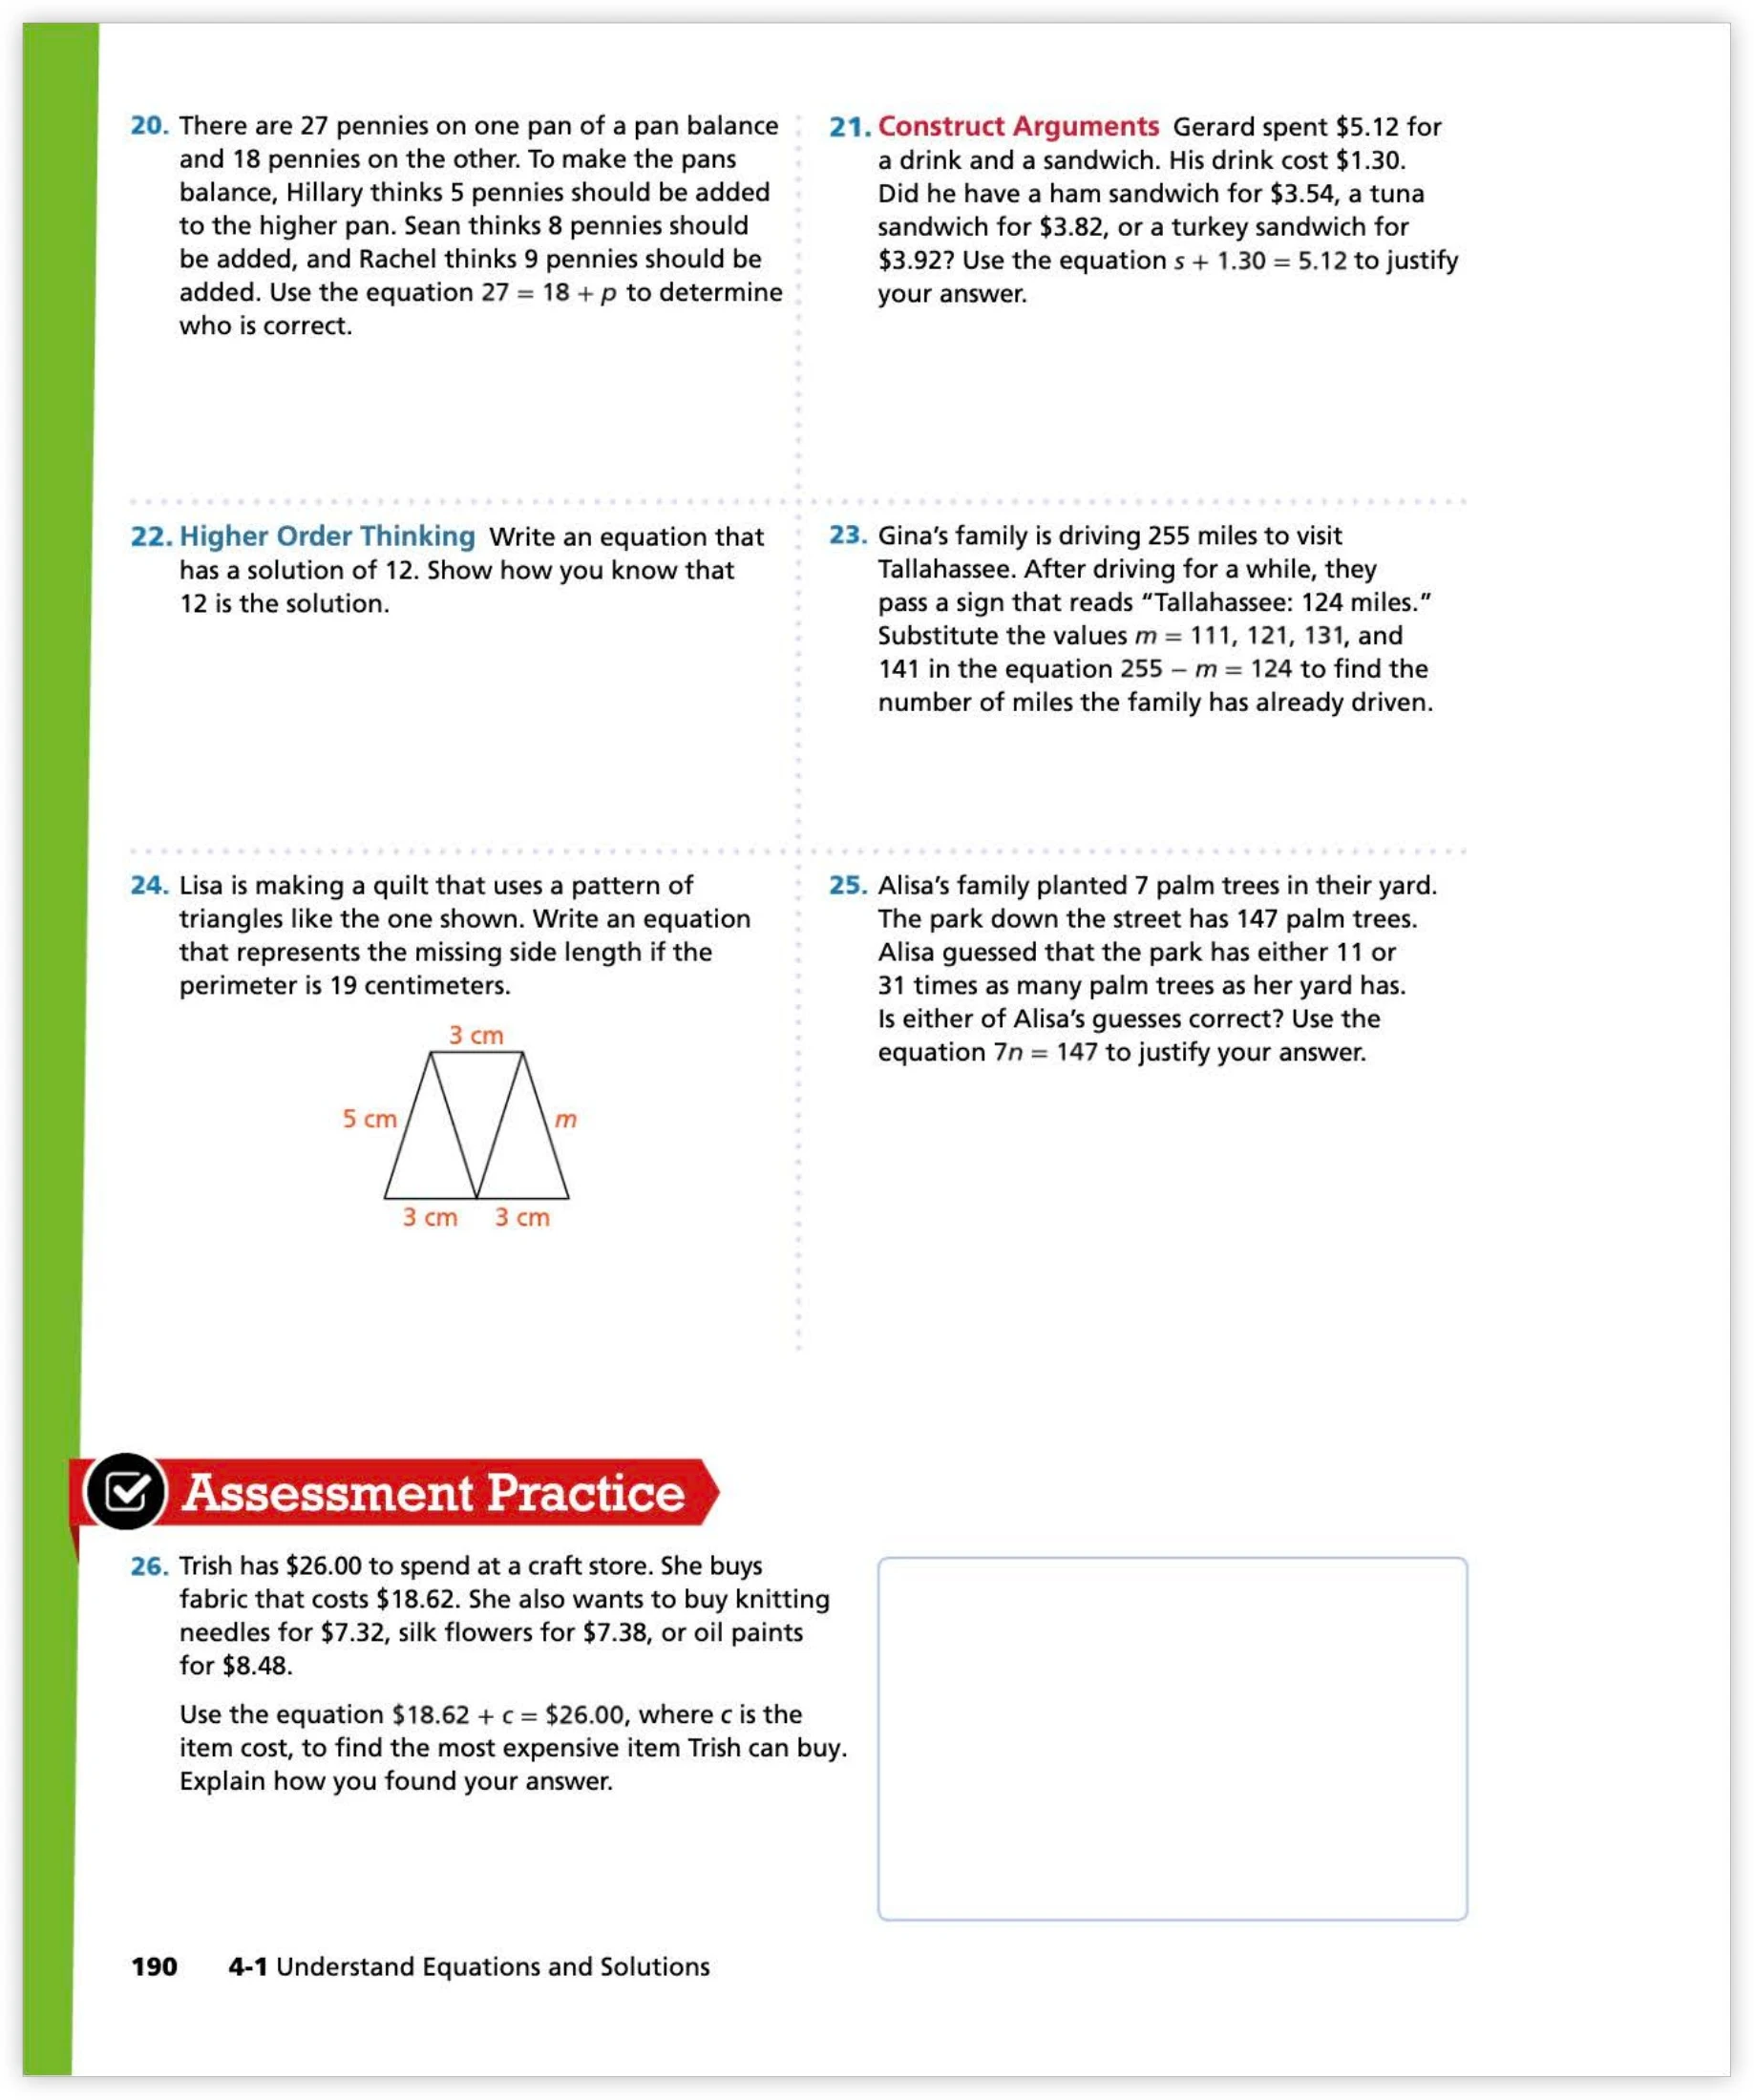 20. There are 27 pennies on one pan of a pan balance
and 18 pennies on the other. To make the pans
balance, Hillary thinks 5 pennies should be added
to the higher pan. Sean thinks 8 pennies should
be added, and Rachel thinks 9 pennies should be
added. Use the equation 27 = 18 + p to determine
who is correct.
21. Construct Arguments Gerard spent $5.12 for
a drink and a sandwich. His drink cost $1.30.
Did he have a ham sandwich for $3.54, a tuna
sandwich for $3.82, or a turkey sandwich for
$3.92? Use the equation s + 1.30 = 5.12 to justify
your answer.
22. Higher Order Thinking Write an equation that
has a solution of 12. Show how you know that
12 is the solution.
23. Gina's family is driving 255 miles to visit
Tallahassee. After driving for a while, they
pass a sign that reads “Tallahassee: 124 miles.”
Substitute the values m = 111, 121, 131, and
141 in the equation 255 − m = 124 to find the
number of miles the family has already driven.
24. Lisa is making a quilt that uses a pattern of
triangles like the one shown. Write an equation
that represents the missing side length if the
perimeter is 19 centimeters.
3 cm
5 cm
m
3 cm
3 cm
25. Alisa's family planted 7 palm trees in their yard.
The park down the street has 147 palm trees.
Alisa guessed that the park has either 11 or
31 times as many palm trees as her yard has.
Is either of Alisa's guesses correct? Use the
equation 7n = 147 to justify your answer.
Assessment Practice
26. Trish has $26.00 to spend at a craft store. She buys
fabric that costs $18.62. She also wants to buy knitting
needles for $7.32, silk flowers for $7.38, or oil paints
for $8.48.
Use the equation $18.62 + c = $26.00, where c is the
item cost, to find the most expensive item Trish can buy.
Explain how you found your answer.
190 4-1 Understand Equations and Solutions